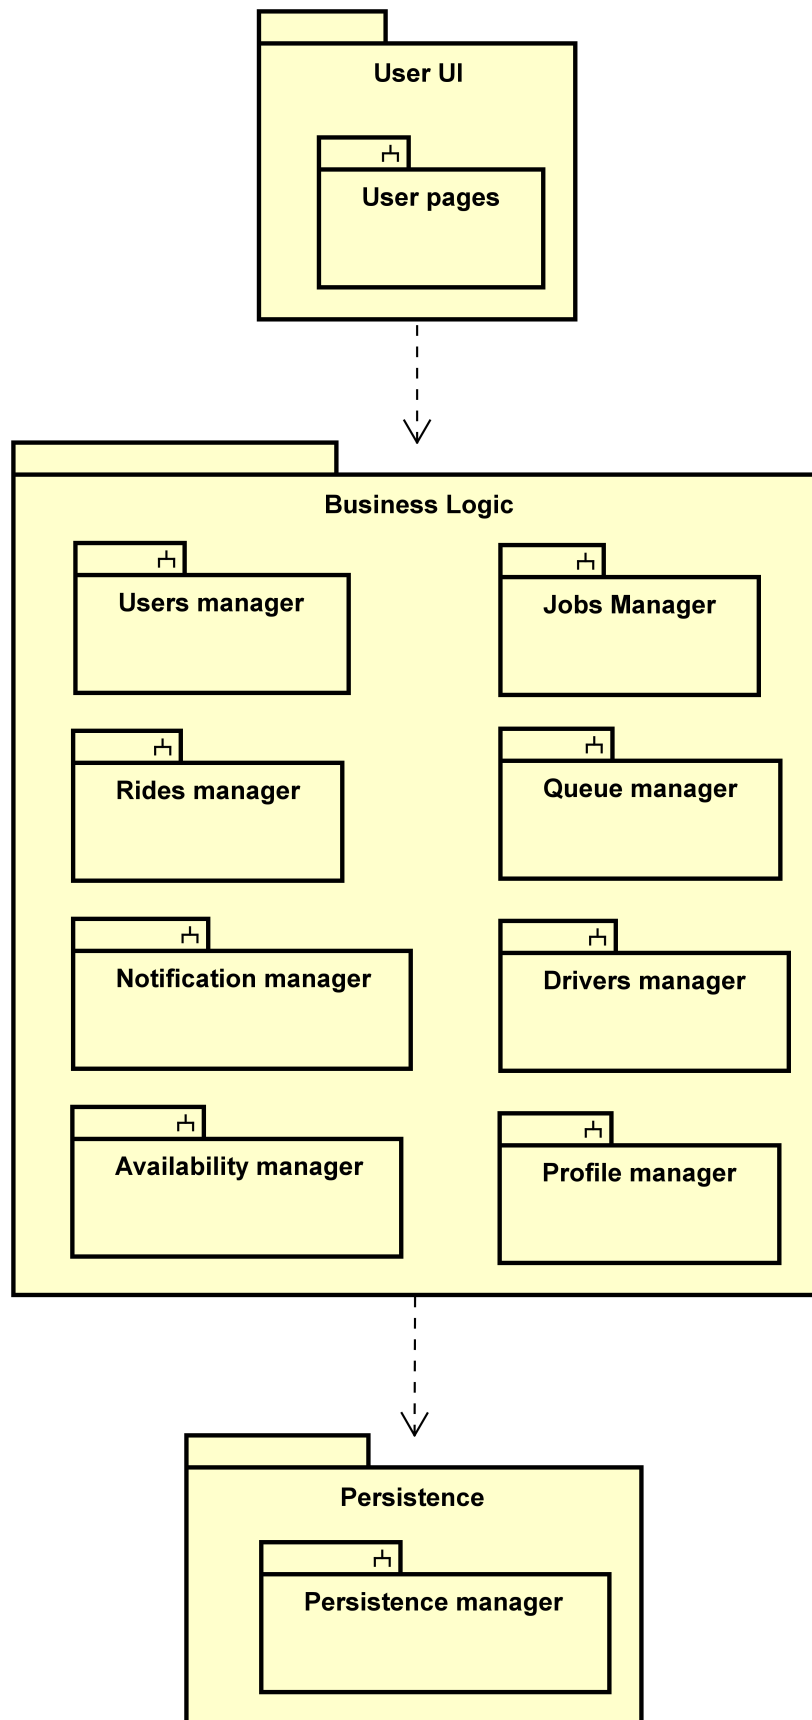 User UI
User pages
Business Logic
Users manager
Jobs Manager
Rides manager
Queue manager
Notification manager
Drivers manager
Availability manager
Profile manager
Persistence
Persistence manager